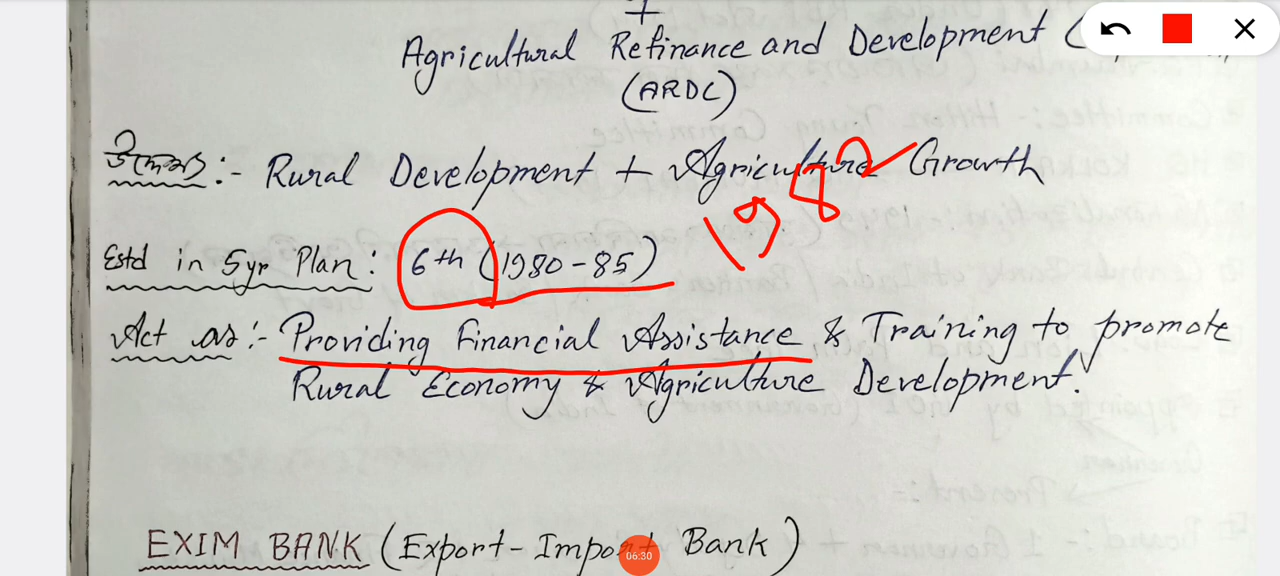 +
Agricultural Refinance and Development (
(ARDC)
উদ্দেশ্য :- Rural Development + Agriculture Growth
1982
Estd in 5yr Plan : 6th (1980-85)
Act as :- Providing Financial Assistance & Training to promote
Rural Economy & Agriculture Development.
EXIM BANK (Export-Import Bank)
06:30